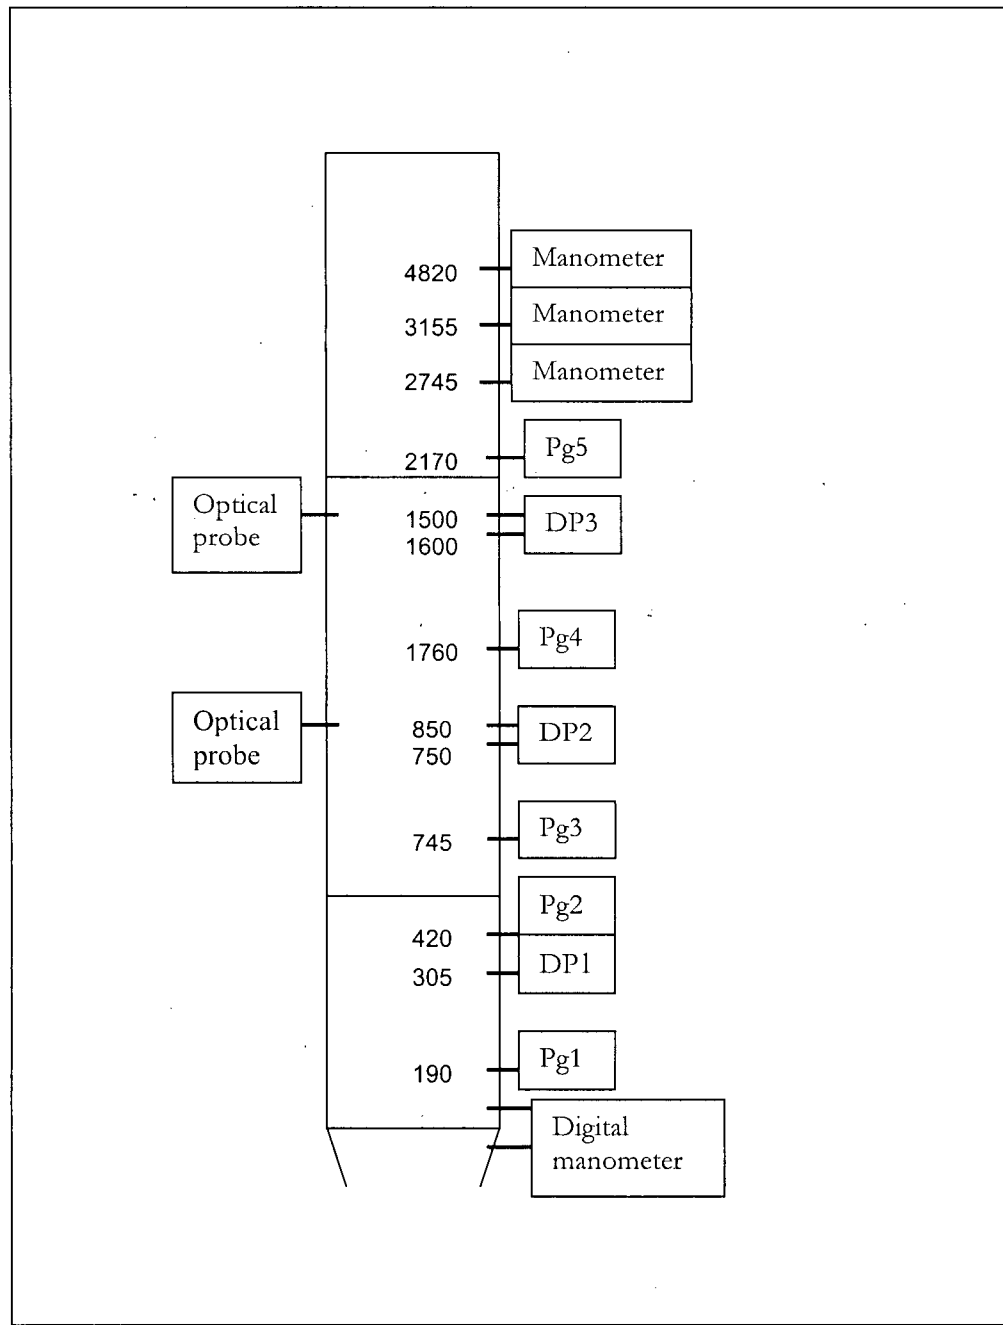 4820
Manometer
3155
Manometer
2745
Manometer
2170
Pg5
Optical
probe
1500
1600
DP3
1760
Pg4
Optical
probe
850
750
DP2
745
Pg3
420
Pg2
305
DP1
190
Pg1
Digital
manometer